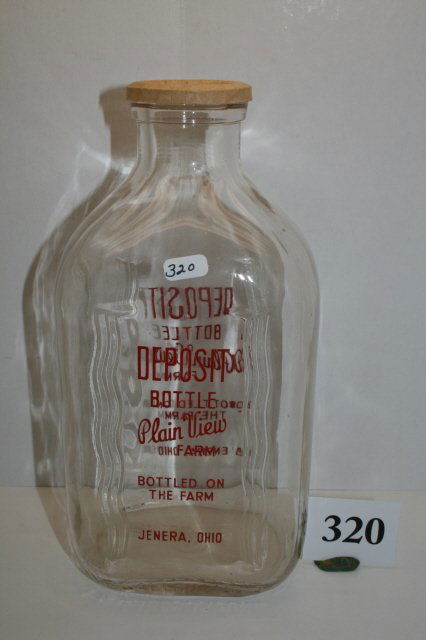 320
DEPOSIT
BOTTLE
Plain View
FARM
BOTTLED ON
THE FARM
JENERA, OHIO
320